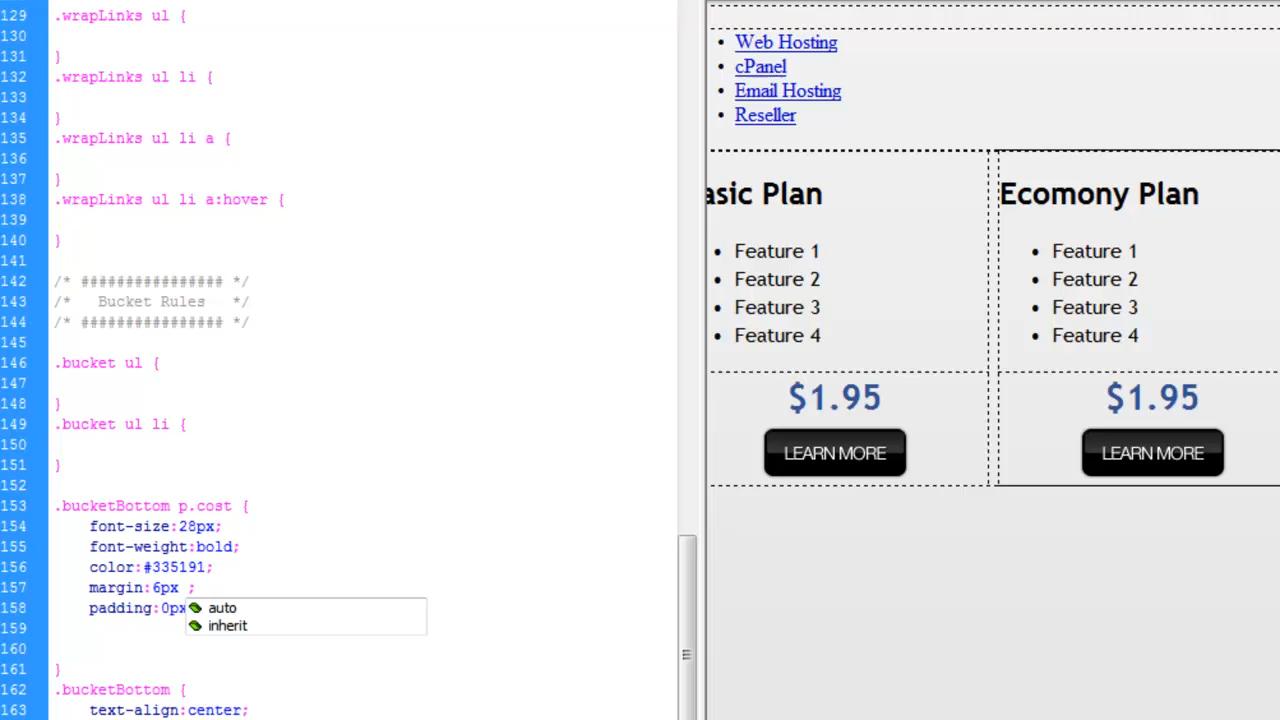 129 .wrapLinks ul {
130
131 }
132 .wrapLinks ul li {
133
134 }
135 .wrapLinks ul li a {
136
137 }
138 .wrapLinks ul li a:hover {
139
140 }
141
142 /* ################ */
143 /* Bucket Rules */
144 /* ################ */
145
146 .bucket ul {
147
148 }
149 .bucket ul li {
150
151 }
152
153 .bucketBottom p.cost {
154 font-size:28px;
155 font-weight:bold;
156 color:#335191;
157 margin:6px ;
158 padding:0px
159
160
161 }
162 .bucketBottom {
163 text-align:center;
auto
inherit
• Web Hosting
• cPanel
• Email Hosting
• Reseller
asic Plan
• Feature 1
• Feature 2
• Feature 3
• Feature 4
$1.95
LEARN MORE
Ecomony Plan
• Feature 1
• Feature 2
• Feature 3
• Feature 4
$1.95
LEARN MORE